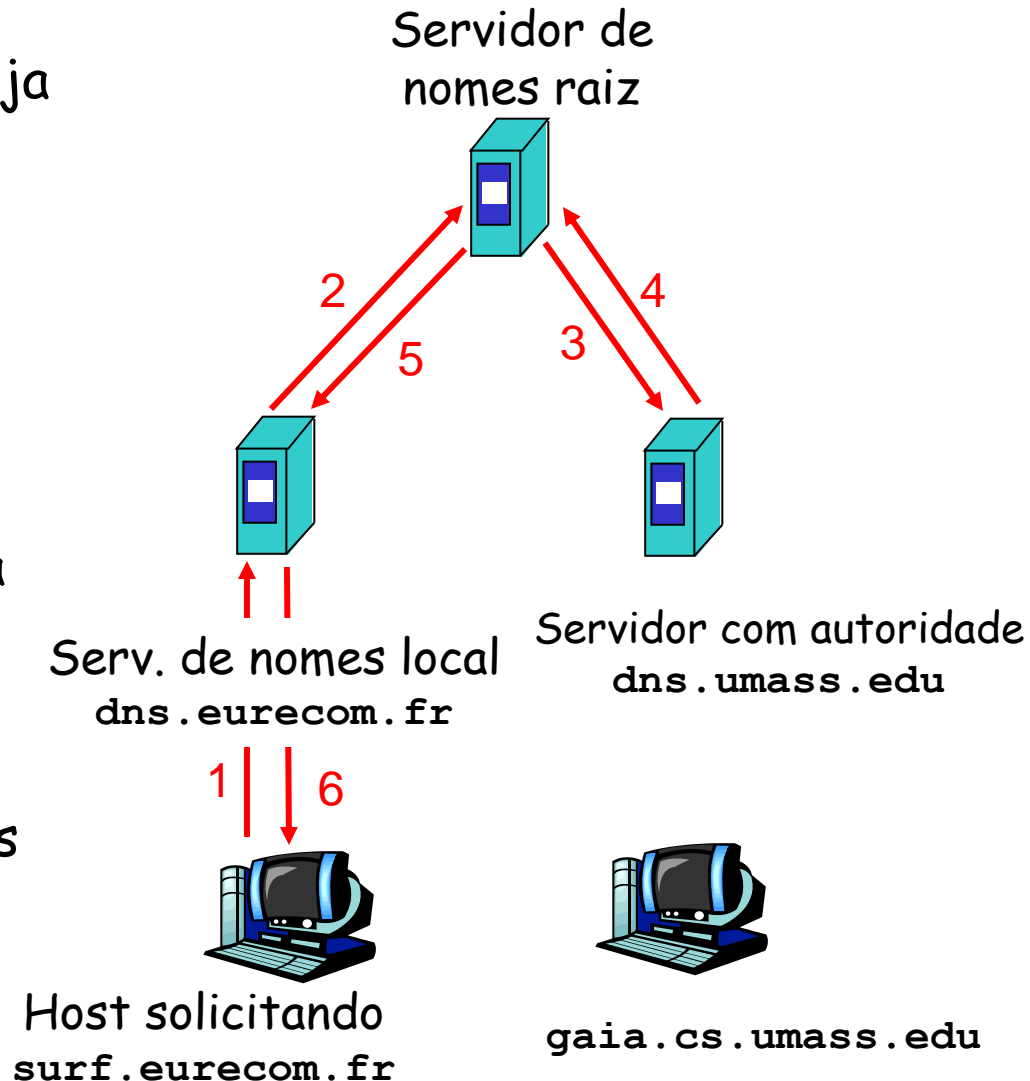 Servidor de
nomes raiz
ja
2
4
3
5
a
Serv. de nomes local
dns.eurecom.fr
Servidor com autoridade
dns.umass.edu
1
6
s
Host solicitando
surf.eurecom.fr
gaia.cs.umass.edu